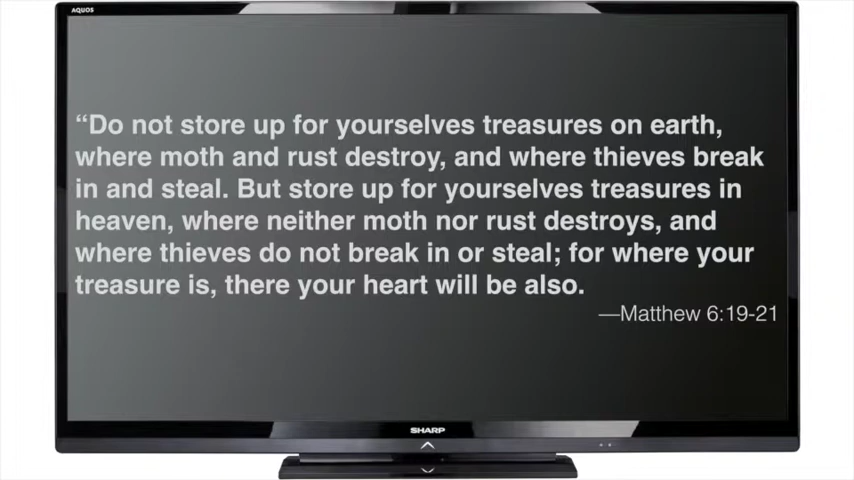 AQUOS
“Do not store up for yourselves treasures on earth,
where moth and rust destroy, and where thieves break
in and steal. But store up for yourselves treasures in
heaven, where neither moth nor rust destroys, and
where thieves do not break in or steal; for where your
treasure is, there your heart will be also.
—Matthew 6:19-21
SHARP